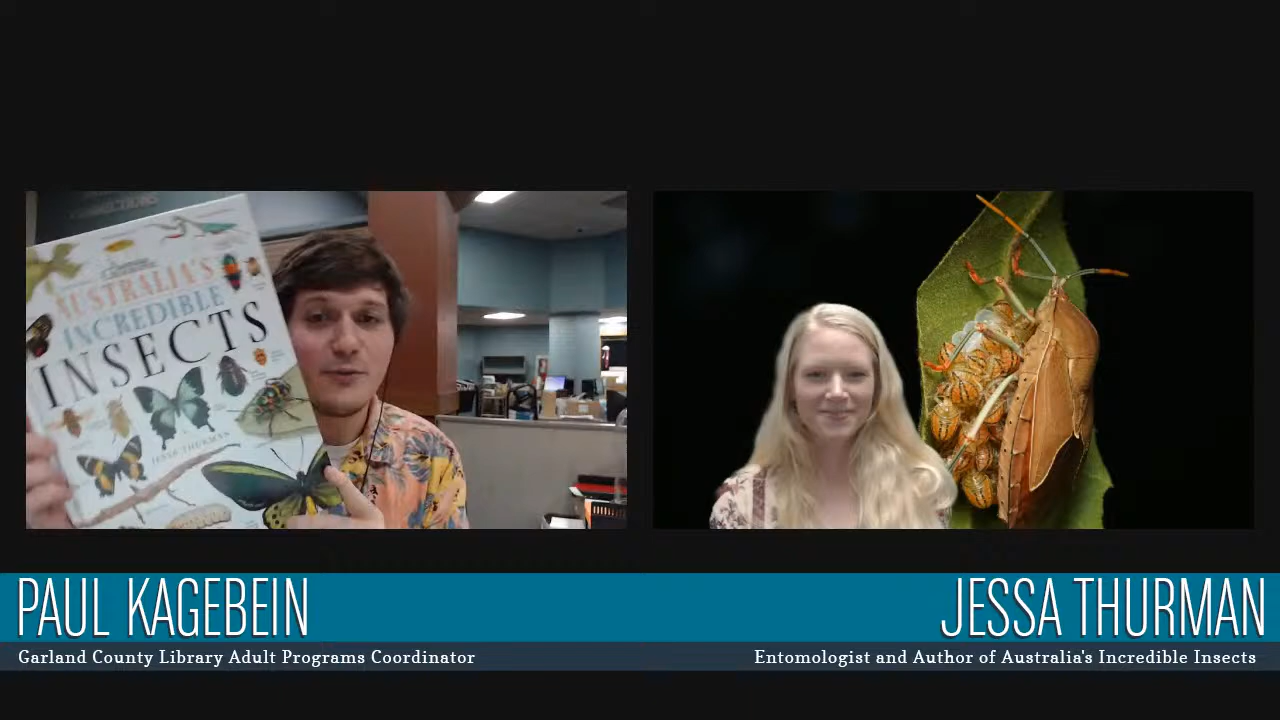 AUSTRALIA'S
INCREDIBLE
INSECTS
JESSA THURMAN
PAUL KAGEBEIN
Garland County Library Adult Programs Coordinator
JESSA THURMAN
Entomologist and Author of Australia's Incredible Insects